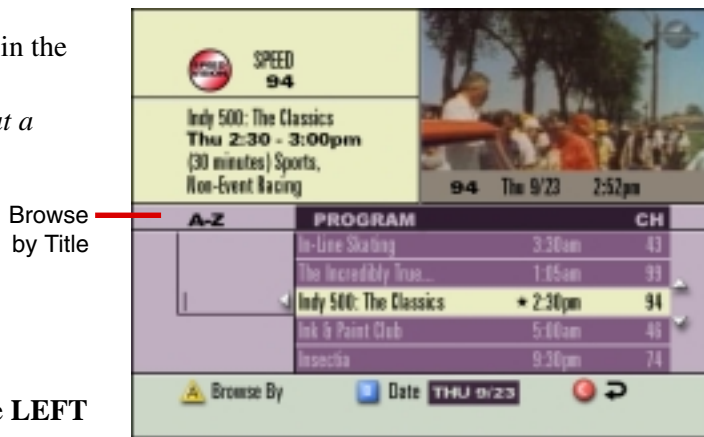 in the
at a
SPEED
94
Indy 500: The Classics
Thu 2:30 - 3:00pm
(30 minutes) Sports,
Non-Event Racing
94 Thu 9/23 2:52pm
Browse
by Title
A-Z PROGRAM CH
In-Line Skating 3:30am 43
The Incredibly True... 1:05am 99
I Indy 500: The Classics ★ 2:30pm 94
Ink & Paint Club 5:00am 46
Insectia 9:30pm 74
A Browse By B Date THU 9/23 C
LEFT